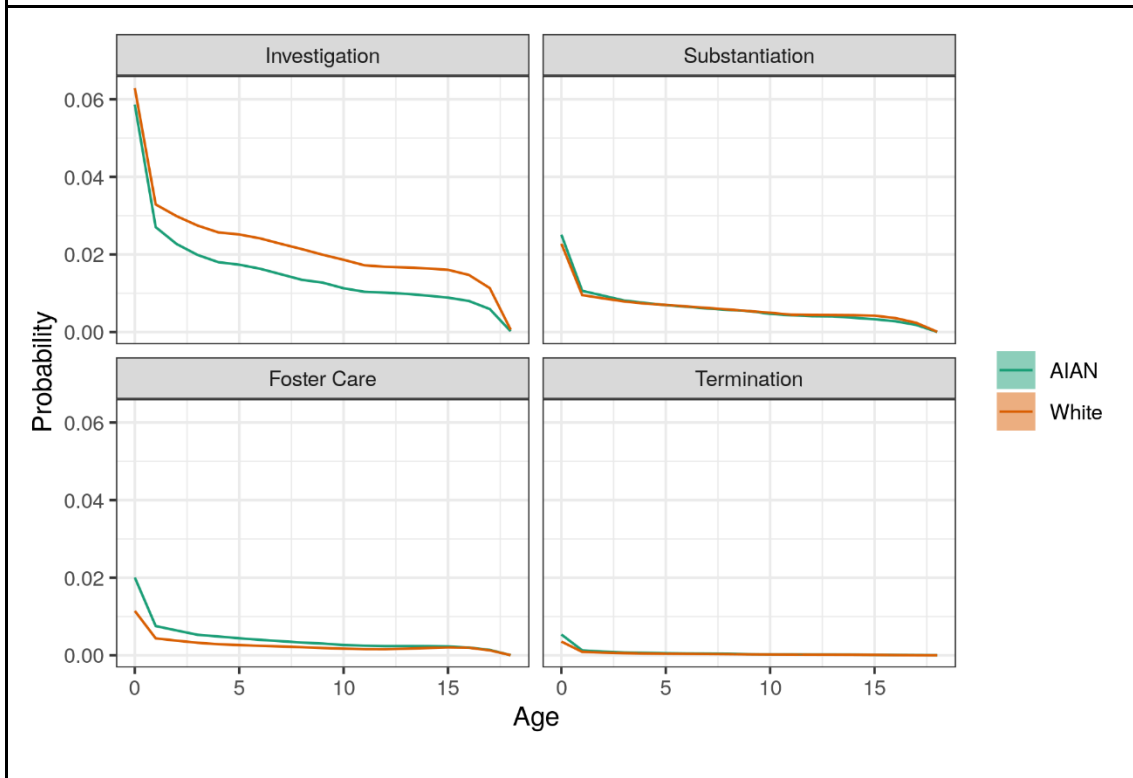 Investigation Substantiation
0.06
0.04
0.02
0.00
Foster Care Termination
0.06
0.04
0.02
0.00
0 5 10 15 0 5 10 15
Age
Probability
AIAN
White